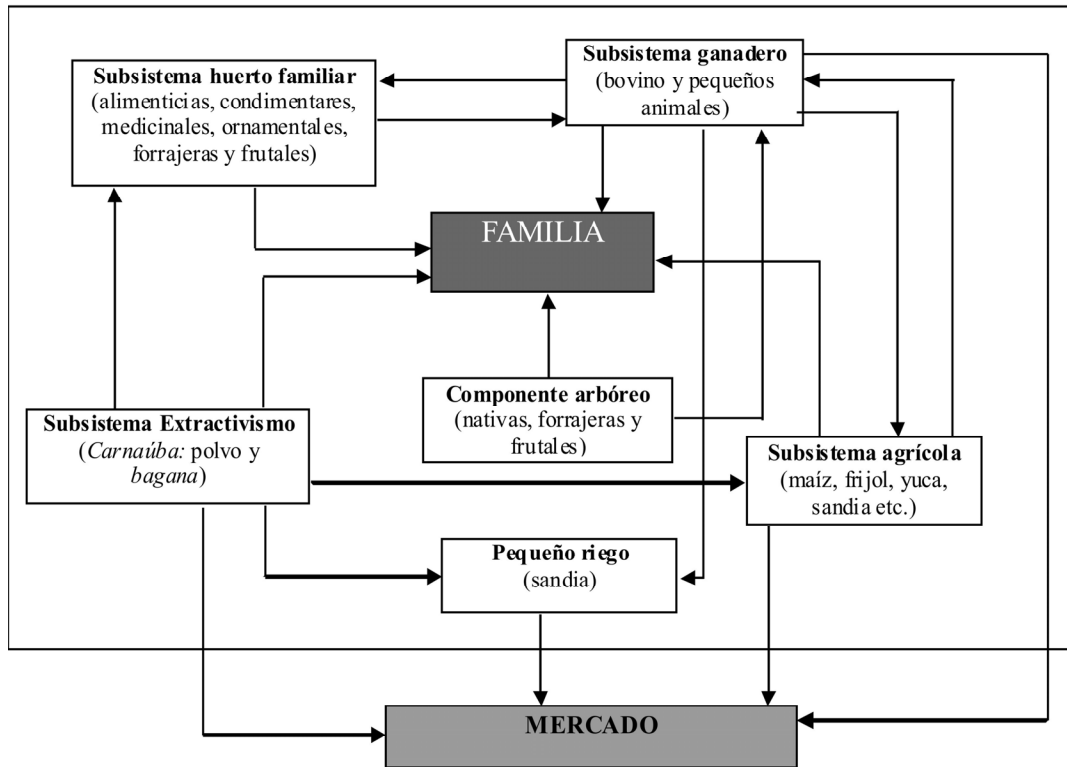 Subsistema huerto familiar
(alimenticias, condimentares,
medicinales, ornamentales,
forrajeras y frutales)
Subsistema ganadero
(bovino y pequeños
animales)
FAMILIA
Componente arbóreo
(nativas, forrajeras y
frutales)
Subsistema Extractivismo
(Carnaúba: polvo y
bagana)
Subsistema agrícola
(maíz, frijol, yuca,
sandia etc.)
Pequeño riego
(sandia)
MERCADO